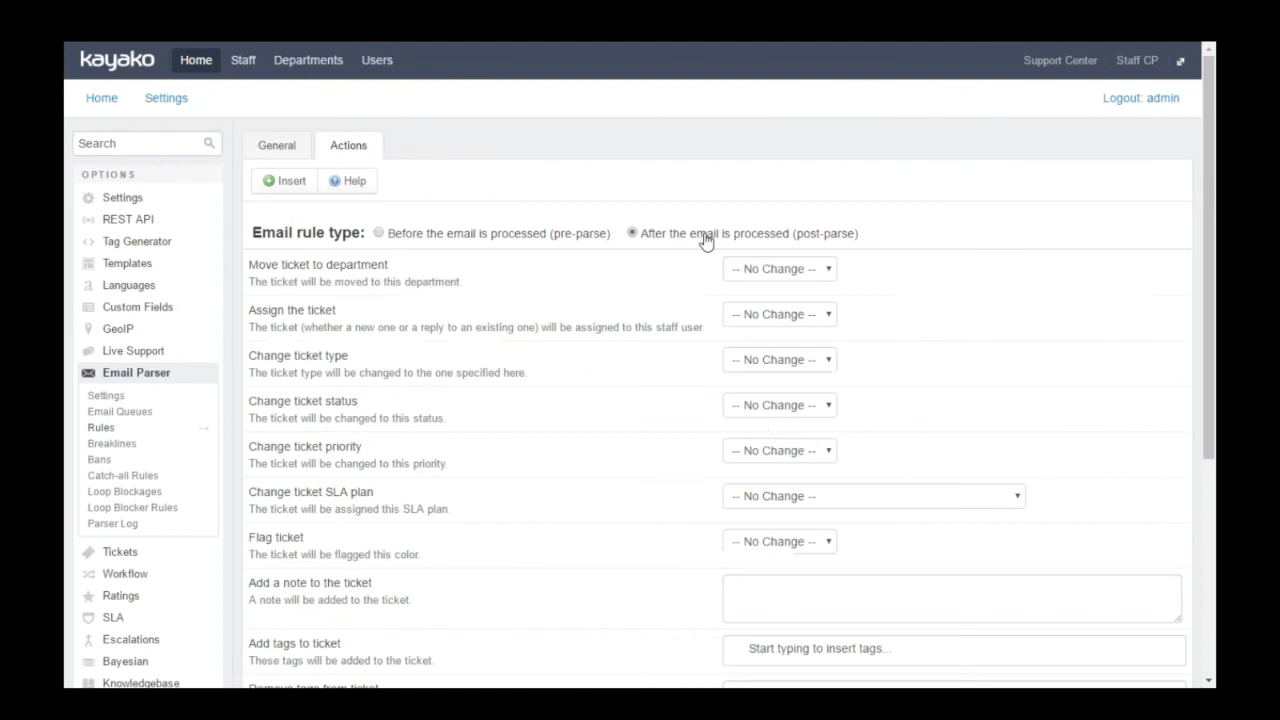 kayako Home Staff Departments Users Support Center Staff CP
Home Settings Logout: admin
Search
OPTIONS
Settings
REST API
Tag Generator
Templates
Languages
Custom Fields
GeoIP
Live Support
Email Parser
Settings
Email Queues
Rules
Breaklines
Bans
Catch-all Rules
Loop Blockages
Loop Blocker Rules
Parser Log
Tickets
Workflow
Ratings
SLA
Escalations
Bayesian
Knowledgebase
General Actions
Insert Help
Email rule type: Before the email is processed (pre-parse) After the email is processed (post-parse)
Move ticket to department -- No Change --
The ticket will be moved to this department.
Assign the ticket -- No Change --
The ticket (whether a new one or a reply to an existing one) will be assigned to this staff user.
Change ticket type -- No Change --
The ticket type will be changed to the one specified here.
Change ticket status -- No Change --
The ticket will be changed to this status.
Change ticket priority -- No Change --
The ticket will be changed to this priority.
Change ticket SLA plan -- No Change --
The ticket will be assigned this SLA plan.
Flag ticket -- No Change --
The ticket will be flagged this color.
Add a note to the ticket
A note will be added to the ticket.
Add tags to ticket Start typing to insert tags...
These tags will be added to the ticket.
Remove tags from ticket